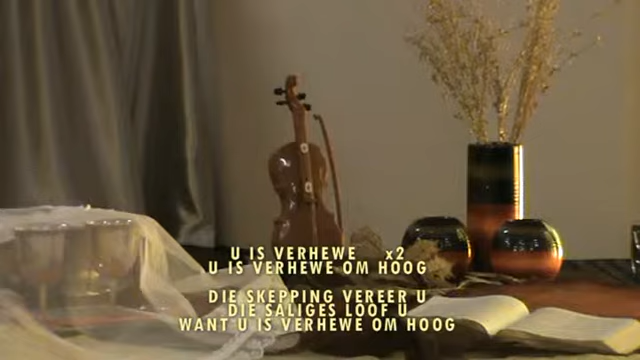 U IS VERHEWE x2
U IS VERHEWE OM HOOG
DIE SKEPPING VEREER U
DIE SALIGES LOOF U
WANT U IS VERHEWE OM HOOG